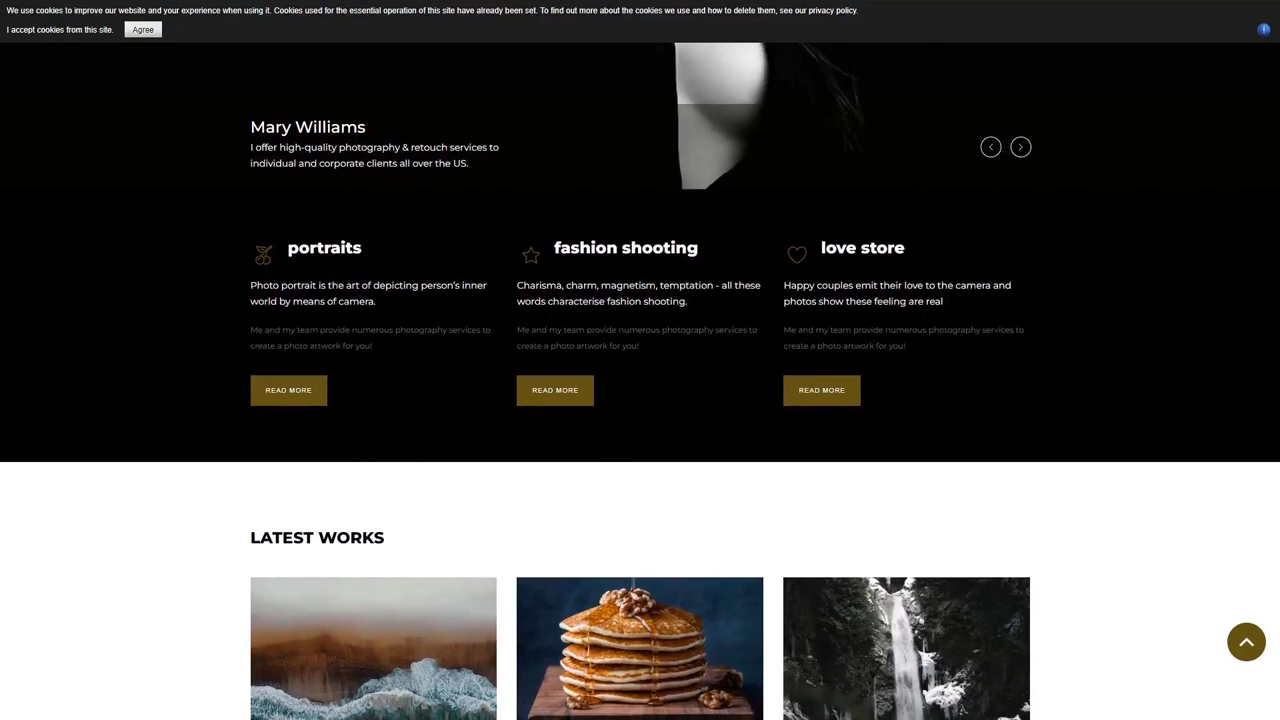 We use cookies to improve our website and your experience when using it. Cookies used for the essential operation of this site have already been set. To find out more about the cookies we use and how to delete them, see our privacy policy.
I accept cookies from this site. Agree
Mary Williams
I offer high-quality photography & retouch services to
individual and corporate clients all over the US.
portraits
Photo portrait is the art of depicting person's inner
world by means of camera.
Me and my team provide numerous photography services to
create a photo artwork for you!
READ MORE
fashion shooting
Charisma, charm, magnetism, temptation - all these
words characterise fashion shooting.
Me and my team provide numerous photography services to
create a photo artwork for you!
READ MORE
love store
Happy couples emit their love to the camera and
photos show these feeling are real
Me and my team provide numerous photography services to
create a photo artwork for you!
READ MORE
LATEST WORKS